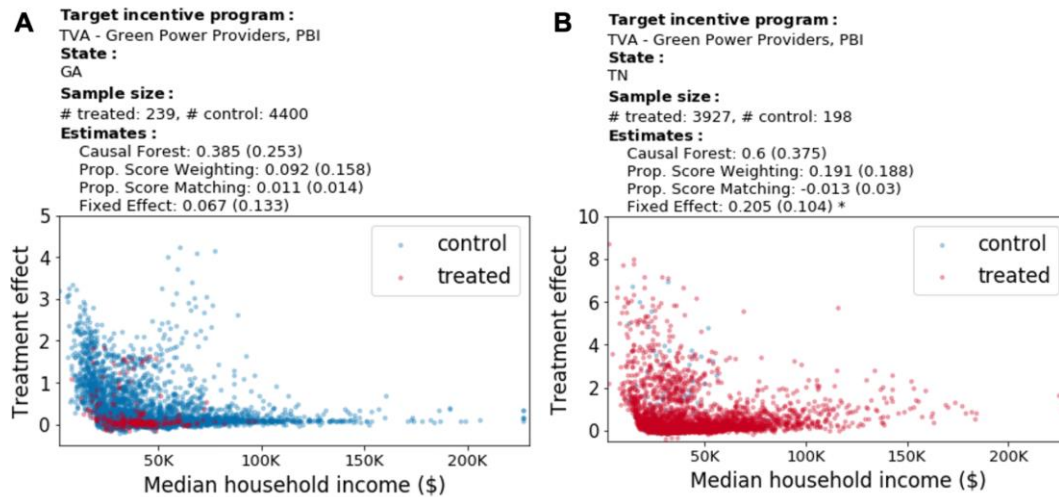 A
Target incentive program :
TVA - Green Power Providers, PBI
State :
GA
Sample size :
# treated: 239, # control: 4400
Estimates :
Causal Forest: 0.385 (0.253)
Prop. Score Weighting: 0.092 (0.158)
Prop. Score Matching: 0.011 (0.014)
Fixed Effect: 0.067 (0.133)
5
4
3
2
1
0
Treatment effect
control
treated
50K
100K
150K
200K
Median household income ($)
B
Target incentive program :
TVA - Green Power Providers, PBI
State :
TN
Sample size :
# treated: 3927, # control: 198
Estimates :
Causal Forest: 0.6 (0.375)
Prop. Score Weighting: 0.191 (0.188)
Prop. Score Matching: -0.013 (0.03)
Fixed Effect: 0.205 (0.104) *
10
8
6
4
2
0
Treatment effect
control
treated
50K
100K
150K
200K
Median household income ($)